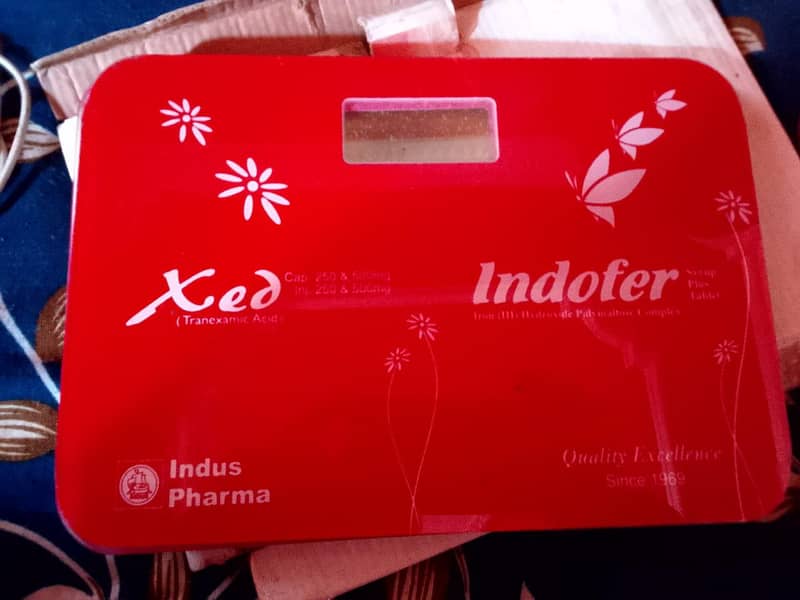 Xed
Cap. 250 & 500mg
Inj. 250 & 500mg
(Tranexamic Acid)
Indofer
Syrup
Plus
Tablet
Iron (III) Hydroxide Polymaltose Complex
Indus
Pharma
Quality Excellence
Since 1969